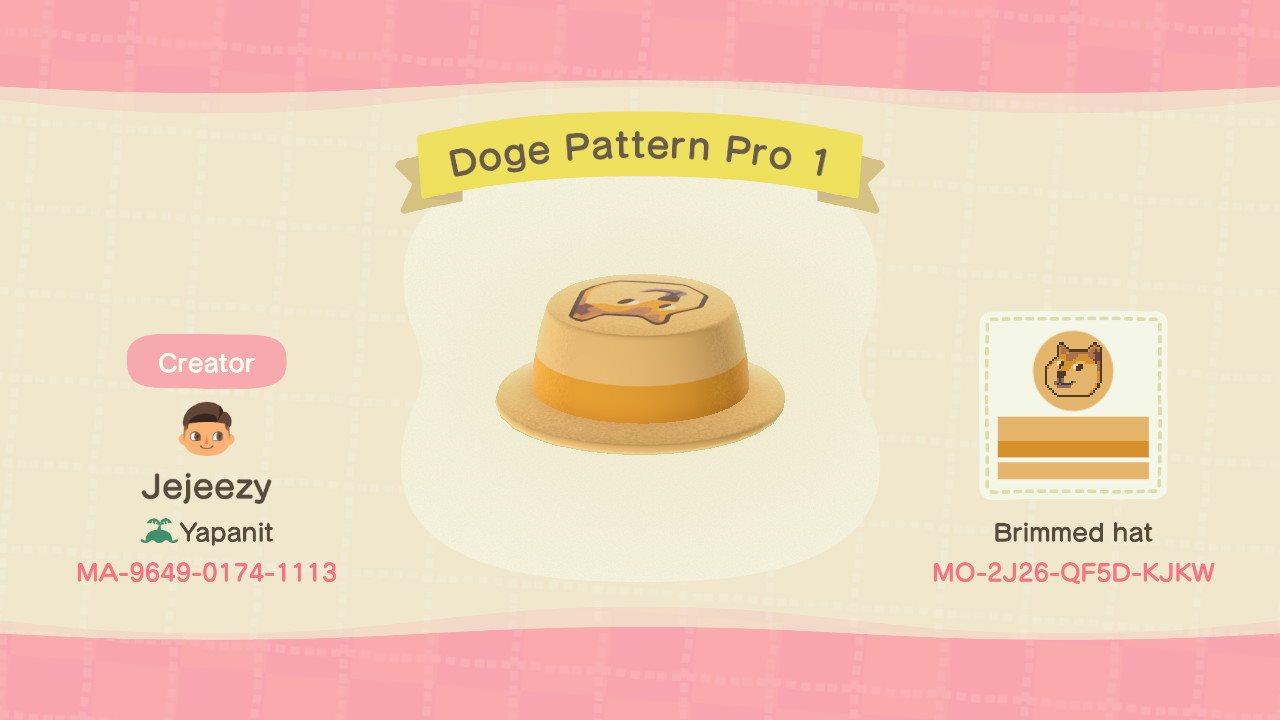 Doge Pattern Pro 1
Creator
Jejeezy
Yapanit
MA-9649-0174-1113
Brimmed hat
MO-2J26-QF5D-KJKW